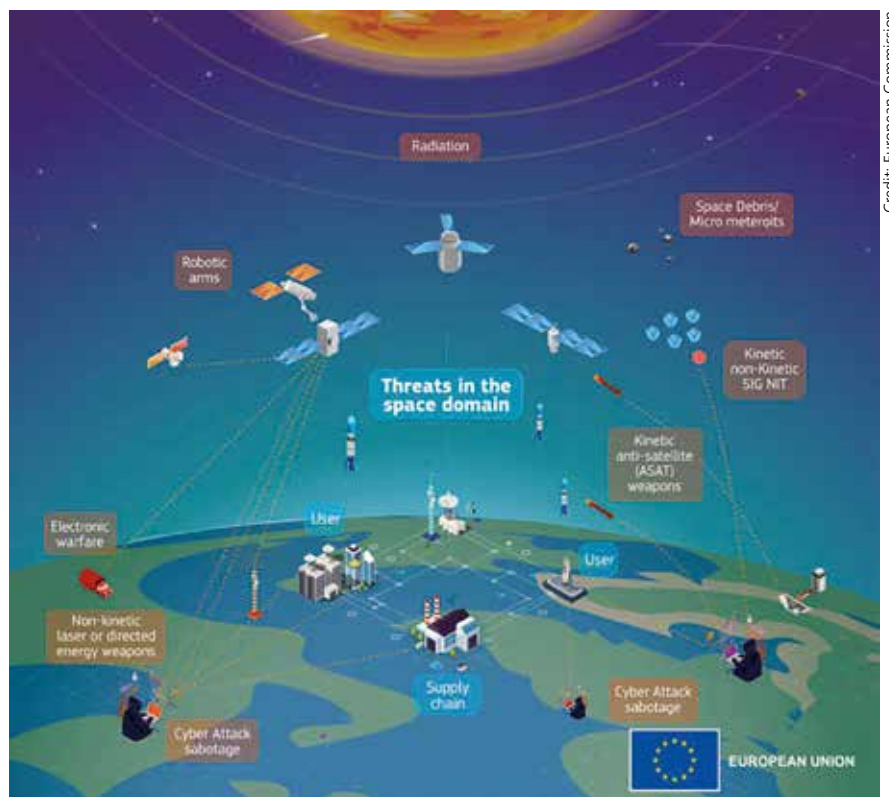 Credit: European Commission
Radiation
Space Debris/
Micro meteroits
Robotic
arms
Kinetic
non-Kinetic
SIG NIT
Threats in the
space domain
Kinetic
anti-satellite
(ASAT)
weapons
Electronic
warfare
User
User
Non-kinetic
laser or directed
energy weapons
Supply
chain
Cyber Attack
sabotage
Cyber Attack
sabotage
EUROPEAN UNION